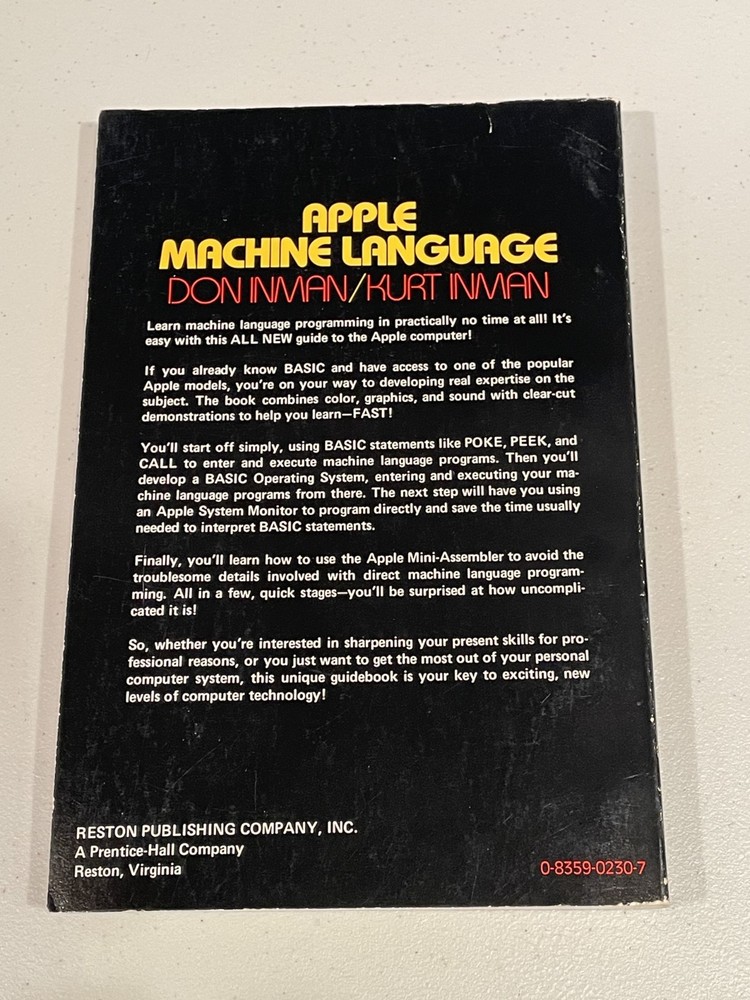 APPLE
MACHINE LANGUAGE
DON INMAN/KURT INMAN
Learn machine language programming in practically no time at all! It's
easy with this ALL NEW guide to the Apple computer!
If you already know BASIC and have access to one of the popular
Apple models, you're on your way to developing real expertise on the
subject. The book combines color, graphics, and sound with clear-cut
demonstrations to help you learn—FAST!
You'll start off simply, using BASIC statements like POKE, PEEK, and
CALL to enter and execute machine language programs. Then you'll
develop a BASIC Operating System, entering and executing your ma-
chine language programs from there. The next step will have you using
an Apple System Monitor to program directly and save the time usually
needed to interpret BASIC statements.
Finally, you'll learn how to use the Apple Mini-Assembler to avoid the
troublesome details involved with direct machine language program-
ming. All in a few, quick stages—you'll be surprised at how uncompli-
cated it is!
So, whether you're interested in sharpening your present skills for pro-
fessional reasons, or you just want to get the most out of your personal
computer system, this unique guidebook is your key to exciting, new
levels of computer technology!
RESTON PUBLISHING COMPANY, INC.
A Prentice-Hall Company
Reston, Virginia
0-8359-0230-7